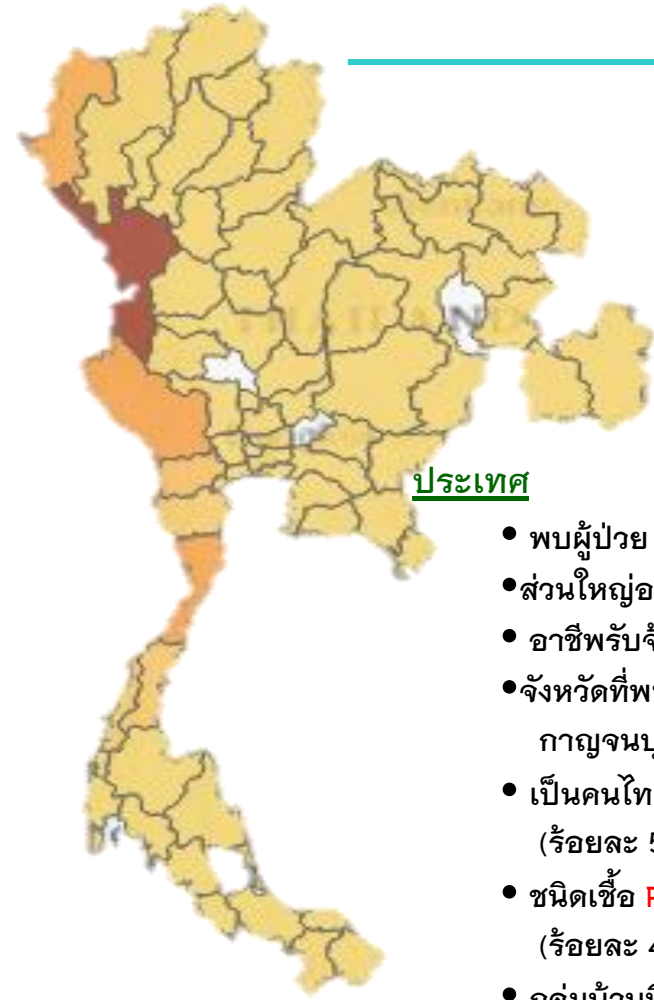 ประเทศ
• พบผู้ป่วย
•ส่วนใหญ่อ
• อาชีพรับจ้
•จังหวัดที่พ
กาญจนบุ
• เป็นคนไท
(ร้อยละ 5
• ชนิดเชื้อ P
(ร้อยละ 4